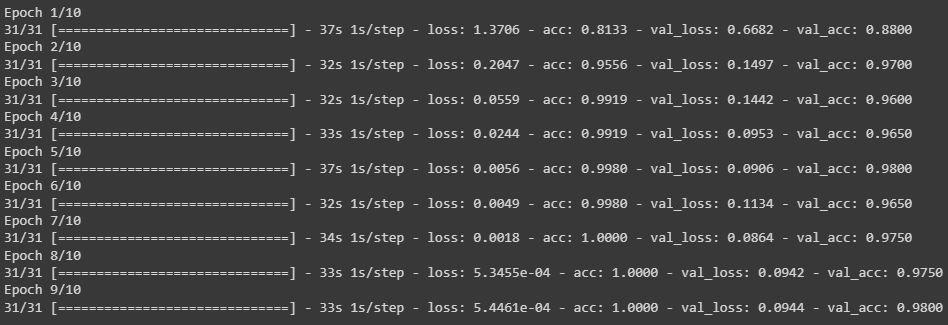 Epoch 1/10
31/31 [==============================] - 37s 1s/step - loss: 1.3706 - acc: 0.8133 - val_loss: 0.6682 - val_acc: 0.8800
Epoch 2/10
31/31 [==============================] - 32s 1s/step - loss: 0.2047 - acc: 0.9556 - val_loss: 0.1497 - val_acc: 0.9700
Epoch 3/10
31/31 [==============================] - 32s 1s/step - loss: 0.0559 - acc: 0.9919 - val_loss: 0.1442 - val_acc: 0.9600
Epoch 4/10
31/31 [==============================] - 33s 1s/step - loss: 0.0244 - acc: 0.9919 - val_loss: 0.0953 - val_acc: 0.9650
Epoch 5/10
31/31 [==============================] - 37s 1s/step - loss: 0.0056 - acc: 0.9980 - val_loss: 0.0906 - val_acc: 0.9800
Epoch 6/10
31/31 [==============================] - 32s 1s/step - loss: 0.0049 - acc: 0.9980 - val_loss: 0.1134 - val_acc: 0.9650
Epoch 7/10
31/31 [==============================] - 34s 1s/step - loss: 0.0018 - acc: 1.0000 - val_loss: 0.0864 - val_acc: 0.9750
Epoch 8/10
31/31 [==============================] - 33s 1s/step - loss: 5.3455e-04 - acc: 1.0000 - val_loss: 0.0942 - val_acc: 0.9750
Epoch 9/10
31/31 [==============================] - 33s 1s/step - loss: 5.4461e-04 - acc: 1.0000 - val_loss: 0.0944 - val_acc: 0.9800